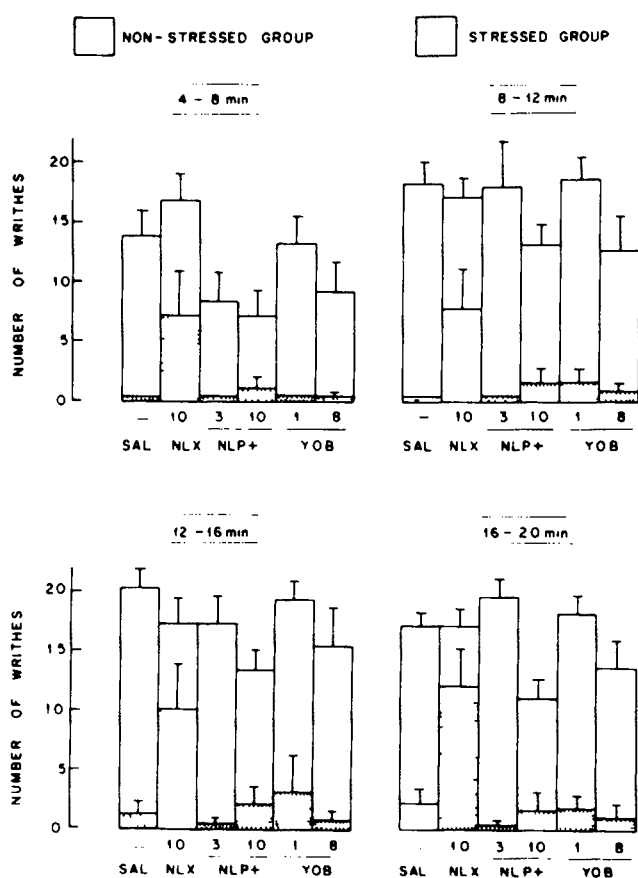 NON-STRESSED GROUP
STRESSED GROUP
4 - 8 min
8 - 12 min
NUMBER OF WRITHES
20
15
10
5
0
- 10 3 10 1 8
SAL NLX NLP+ YOB
- 10 3 10 1 8
SAL NLX NLP+ YOB
12 - 16 min
16 - 20 min
NUMBER OF WRITHES
20
15
10
5
0
- 10 3 10 1 8
SAL NLX NLP+ YOB
- 10 3 10 1 8
SAL NLX NLP+ YOB